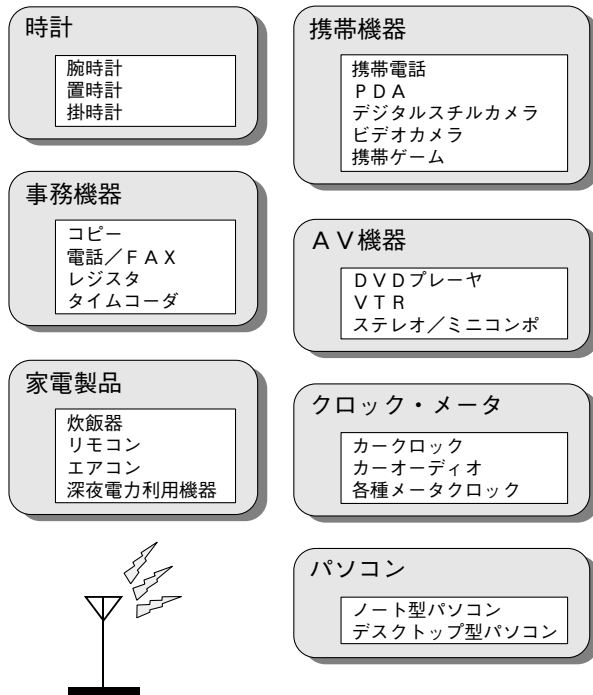 時計
腕時計
置時計
掛時計
事務機器
コピー
電話／ＦＡＸ
レジスタ
タイムコーダ
家電製品
炊飯器
リモコン
エアコン
深夜電力利用機器
携帯機器
携帯電話
ＰＤＡ
デジタルスチルカメラ
ビデオカメラ
携帯ゲーム
ＡＶ機器
ＤＶＤプレーヤ
ＶＴＲ
ステレオ／ミニコンポ
クロック・メータ
カークロック
カーオーディオ
各種メータクロック
パソコン
ノート型パソコン
デスクトップ型パソコン